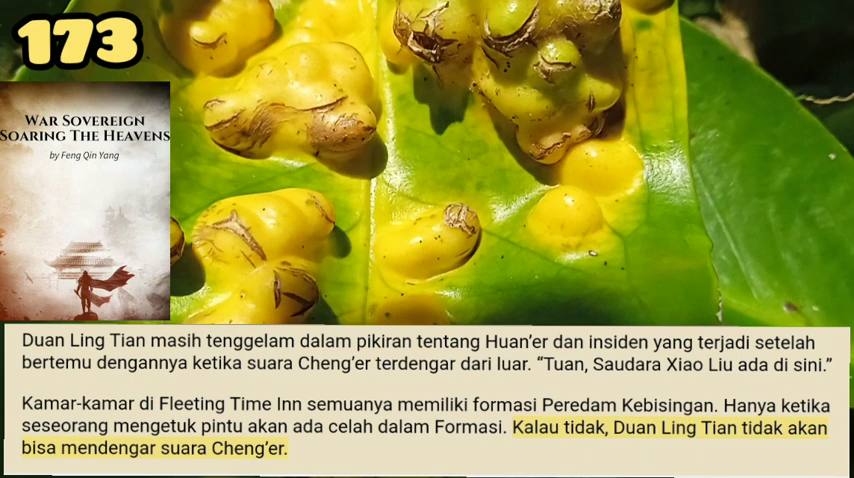 173
WAR SOVEREIGN
SOARING THE HEAVENS
by Feng Qin Yang
Duan Ling Tian masih tenggelam dalam pikiran tentang Huan’er dan insiden yang terjadi setelah
bertemu dengannya ketika suara Cheng’er terdengar dari luar. “Tuan, Saudara Xiao Liu ada di sini.”
Kamar-kamar di Fleeting Time Inn semuanya memiliki formasi Peredam Kebisingan. Hanya ketika
seseorang mengetuk pintu akan ada celah dalam Formasi. Kalau tidak, Duan Ling Tian tidak akan
bisa mendengar suara Cheng’er.